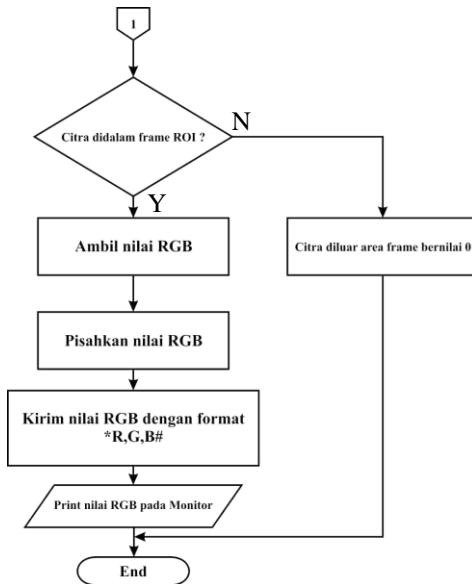 1
Citra didalam frame ROI ?
N
Y
Ambil nilai RGB
Citra diluar area frame bernilai 0
Pisahkan nilai RGB
Kirim nilai RGB dengan format
*R,G,B#
Print nilai RGB pada Monitor
End